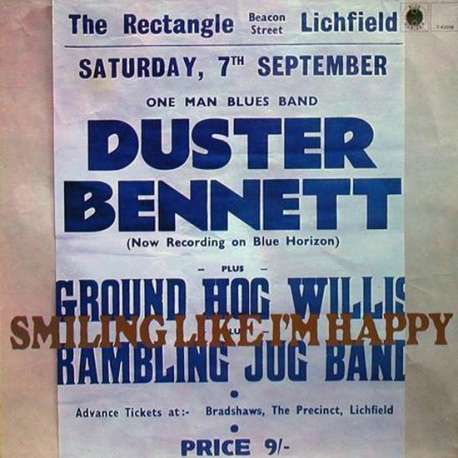 The Rectangle Beacon Street Lichfield
SATURDAY, 7TH SEPTEMBER
ONE MAN BLUES BAND
DUSTER
BENNETT
(Now Recording on Blue Horizon)
– PLUS –
GROUND HOG WILLIS
SMILING LIKE I'M HAPPY
RAMBLING JUG BAND
Advance Tickets at :- Bradshaws, The Precinct, Lichfield
PRICE 9/-